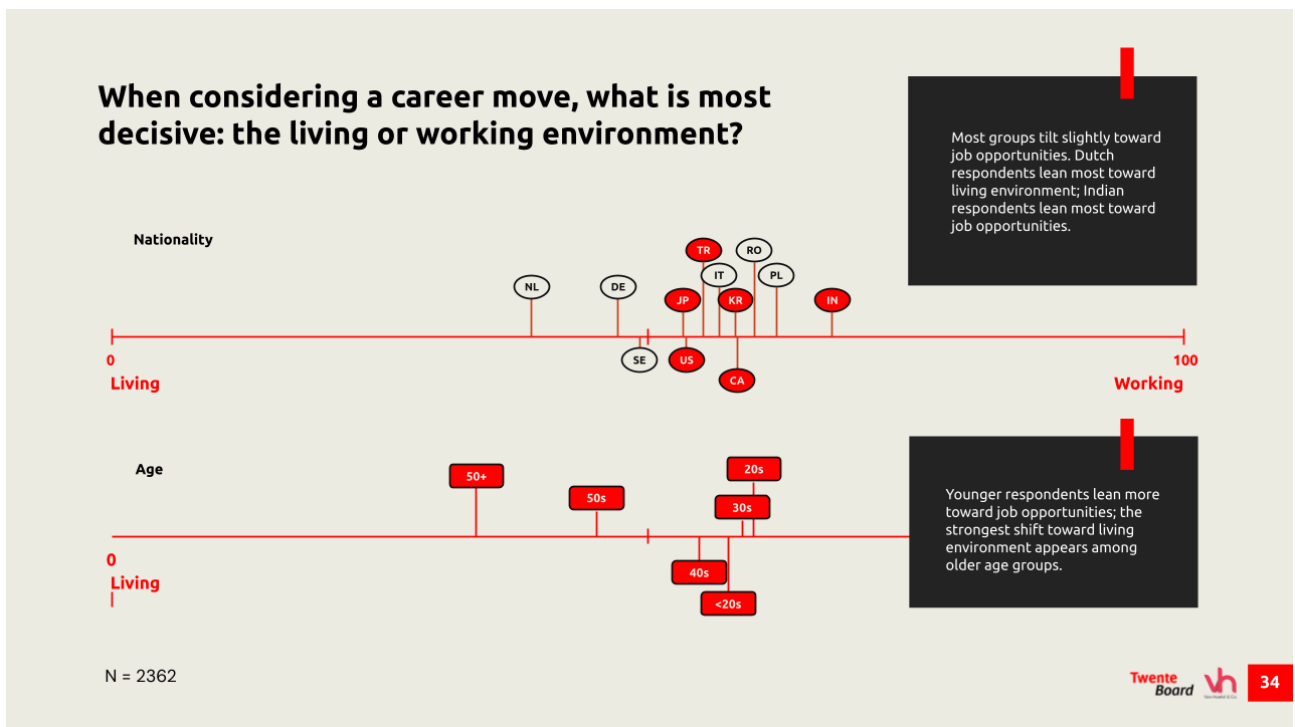 When considering a career move, what is most
decisive: the living or working environment?
Most groups tilt slightly toward
job opportunities. Dutch
respondents lean most toward
living environment; Indian
respondents lean most toward
job opportunities.
Nationality
TR
RO
IT
PL
NL
DE
JP
KR
IN
SE
US
CA
0
100
Living
Working
Age
50+
50s
20s
30s
40s
<20s
0
Living
Younger respondents lean more
toward job opportunities; the
strongest shift toward living
environment appears among
older age groups.
N = 2362
Twente
Board
vh
34